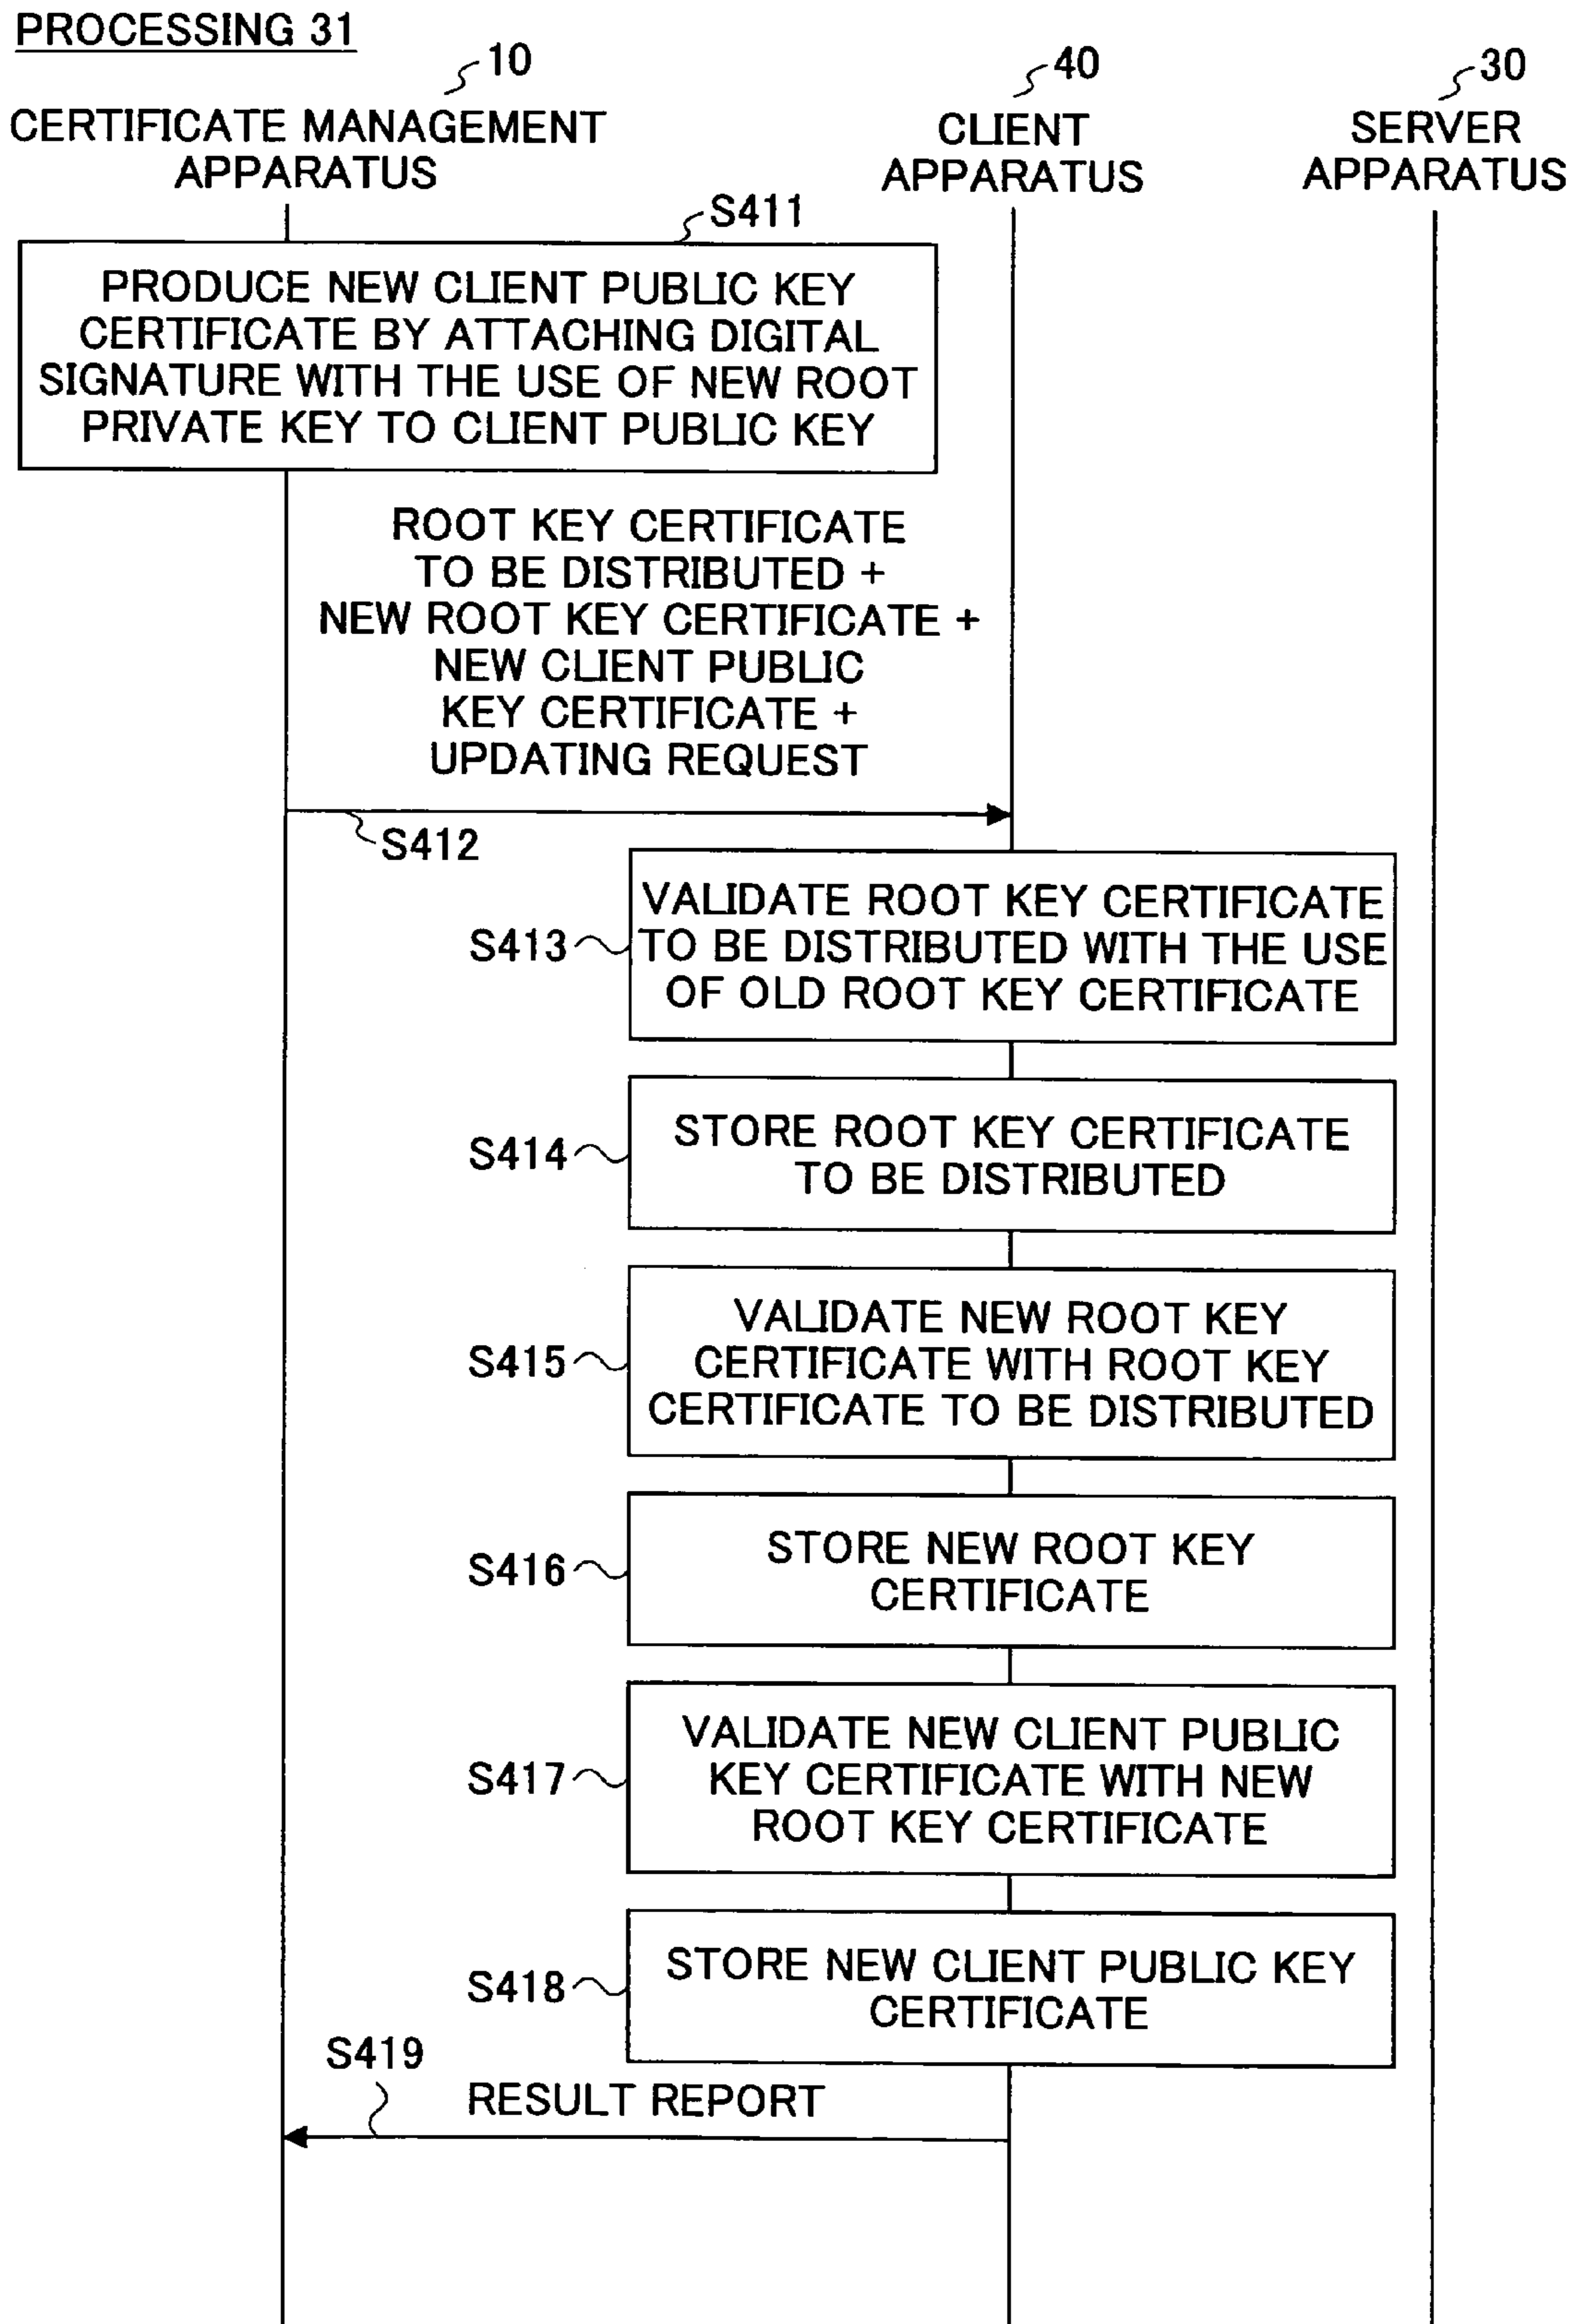 PROCESSING 31
10
40
30
CERTIFICATE MANAGEMENT
APPARATUS
CLIENT
APPARATUS
SERVER
APPARATUS
S411
PRODUCE NEW CLIENT PUBLIC KEY
CERTIFICATE BY ATTACHING DIGITAL
SIGNATURE WITH THE USE OF NEW ROOT
PRIVATE KEY TO CLIENT PUBLIC KEY
ROOT KEY CERTIFICATE
TO BE DISTRIBUTED +
NEW ROOT KEY CERTIFICATE +
NEW CLIENT PUBLIC
KEY CERTIFICATE +
UPDATING REQUEST
S412
S413
VALIDATE ROOT KEY CERTIFICATE
TO BE DISTRIBUTED WITH THE USE
OF OLD ROOT KEY CERTIFICATE
S414
STORE ROOT KEY CERTIFICATE
TO BE DISTRIBUTED
S415
VALIDATE NEW ROOT KEY
CERTIFICATE WITH ROOT KEY
CERTIFICATE TO BE DISTRIBUTED
S416
STORE NEW ROOT KEY
CERTIFICATE
S417
VALIDATE NEW CLIENT PUBLIC
KEY CERTIFICATE WITH NEW
ROOT KEY CERTIFICATE
S418
STORE NEW CLIENT PUBLIC KEY
CERTIFICATE
S419
RESULT REPORT